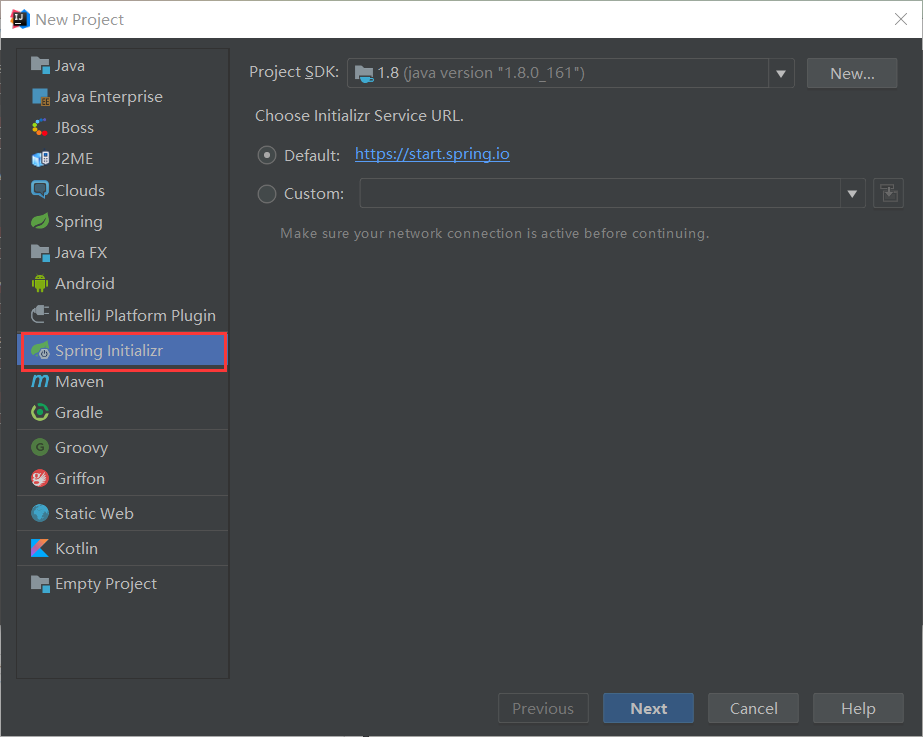 New Project
Java
Java Enterprise
JBoss
J2ME
Clouds
Spring
Java FX
Android
IntelliJ Platform Plugin
Spring Initializr
Maven
Gradle
Groovy
Griffon
Static Web
Kotlin
Empty Project
Project SDK: 1.8 (java version "1.8.0_161") New...
Choose Initializr Service URL.
Default: https://start.spring.io
Custom:
Make sure your network connection is active before continuing.
Previous Next Cancel Help